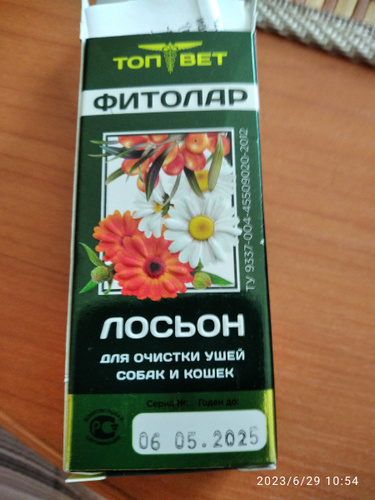 ТОП ВЕТ
ФИТОЛАР
ТУ 9337-004-45509020-2012
ЛОСЬОН
ДЛЯ ОЧИСТКИ УШЕЙ
СОБАК И КОШЕК
Серия №: Годен до:
06 05.2025
2023/6/29 10:54